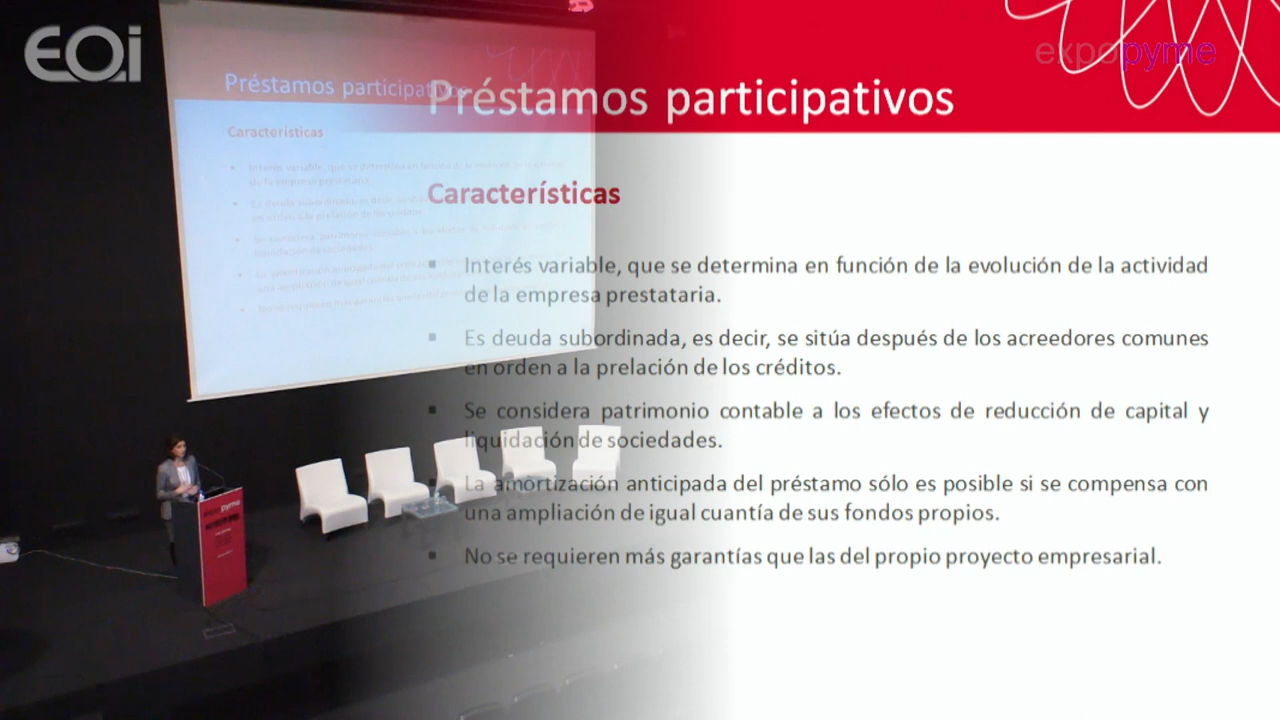 EOi
expopyme
Préstamos participativos
Características
▪ Interés variable, que se determina en función de la evolución de la actividad
de la empresa prestataria.
▪ Es deuda subordinada, es decir, se sitúa después de los acreedores comunes
en orden a la prelación de los créditos.
▪ Se considera patrimonio contable a los efectos de reducción de capital y
liquidación de sociedades.
▪ La amortización anticipada del préstamo sólo es posible si se compensa con
una ampliación de igual cuantía de sus fondos propios.
▪ No se requieren más garantías que las del propio proyecto empresarial.
Préstamos participativos
Características
expopyme